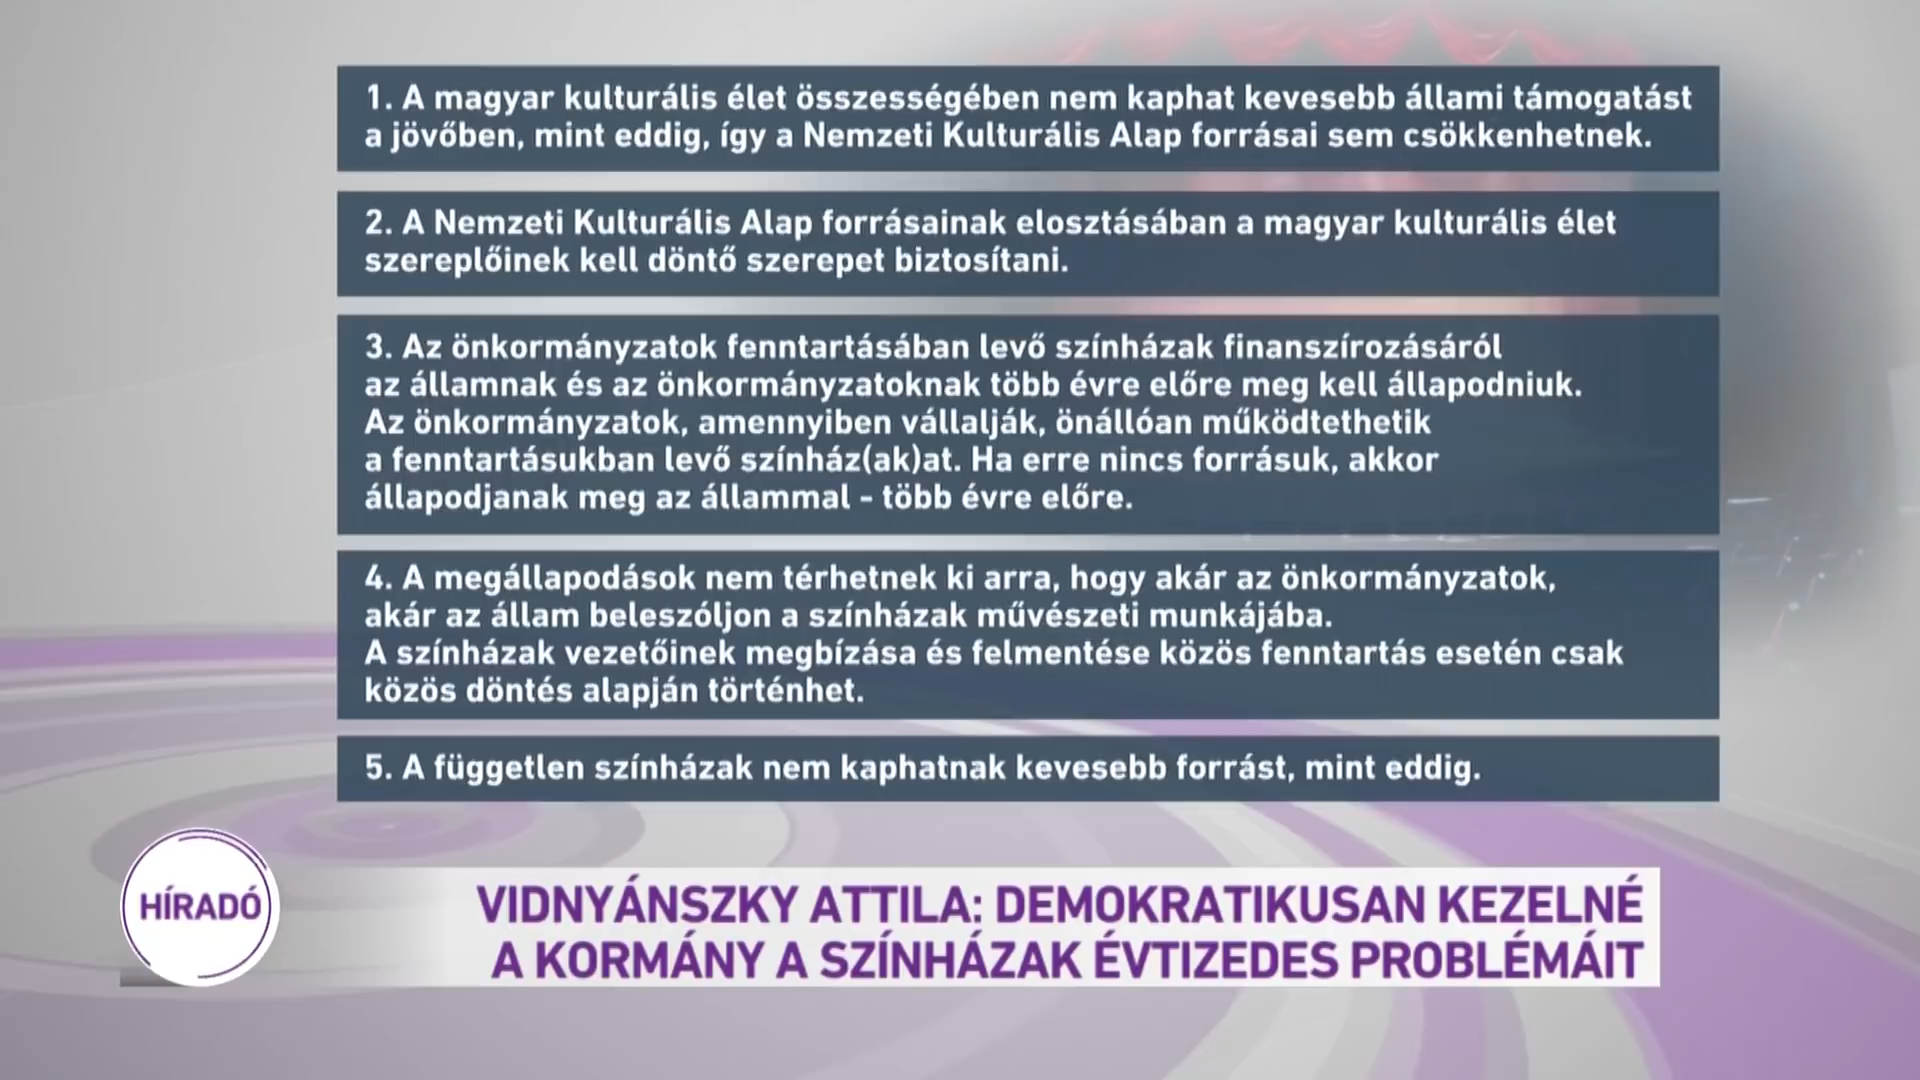 1. A magyar kulturális élet összességében nem kaphat kevesebb állami támogatást
a jövőben, mint eddig, így a Nemzeti Kulturális Alap forrásai sem csökkenhetnek.
2. A Nemzeti Kulturális Alap forrásainak elosztásában a magyar kulturális élet
szereplőinek kell döntő szerepet biztosítani.
3. Az önkormányzatok fenntartásában levő színházak finanszírozásáról
az államnak és az önkormányzatoknak több évre előre meg kell állapodniuk.
Az önkormányzatok, amennyiben vállalják, önállóan működtethetik
a fenntartásukban levő színház(ak)at. Ha erre nincs forrásuk, akkor
állapodjanak meg az állammal - több évre előre.
4. A megállapodások nem térhetnek ki arra, hogy akár az önkormányzatok,
akár az állam beleszóljon a színházak művészeti munkájába.
A színházak vezetőinek megbízása és felmentése közös fenntartás esetén csak
közös döntés alapján történhet.
5. A független színházak nem kaphatnak kevesebb forrást, mint eddig.
HÍRADÓ
VIDNYÁNSZKY ATTILA: DEMOKRATIKUSAN KEZELNÉ
A KORMÁNY A SZÍNHÁZAK ÉVTIZEDES PROBLÉMÁIT